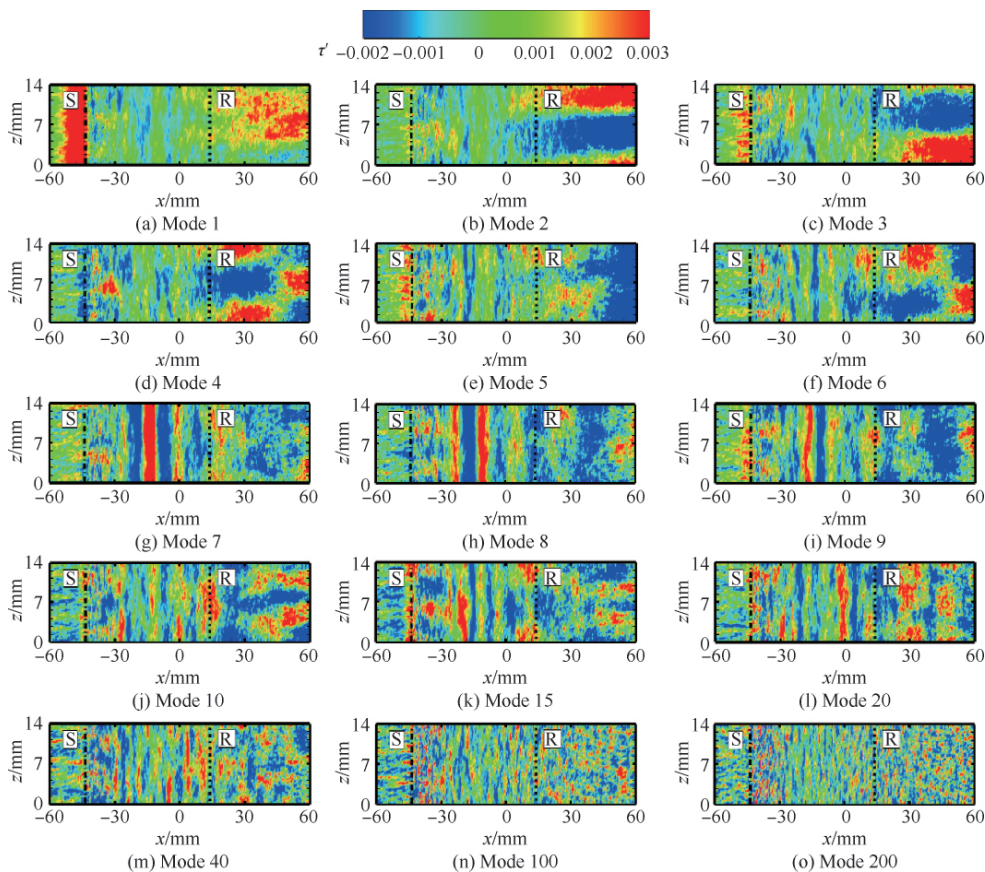 τ′ −0.002 −0.001 0 0.001 0.002 0.003
14 S R 14 S R 14 S R
z/mm 7 z/mm 7 z/mm 7
0 0 0
−60 −30 0 30 60 −60 −30 0 30 60 −60 −30 0 30 60
x/mm x/mm x/mm
(a) Mode 1 (b) Mode 2 (c) Mode 3
14 S R 14 S R 14 S R
z/mm 7 z/mm 7 z/mm 7
0 0 0
−60 −30 0 30 60 −60 −30 0 30 60 −60 −30 0 30 60
x/mm x/mm x/mm
(d) Mode 4 (e) Mode 5 (f) Mode 6
14 S R 14 S R 14 S R
z/mm 7 z/mm 7 z/mm 7
0 0 0
−60 −30 0 30 60 −60 −30 0 30 60 −60 −30 0 30 60
x/mm x/mm x/mm
(g) Mode 7 (h) Mode 8 (i) Mode 9
14 S R 14 S R 14 S R
z/mm 7 z/mm 7 z/mm 7
0 0 0
−60 −30 0 30 60 −60 −30 0 30 60 −60 −30 0 30 60
x/mm x/mm x/mm
(j) Mode 10 (k) Mode 15 (l) Mode 20
14 S R 14 S R 14 S R
z/mm 7 z/mm 7 z/mm 7
0 0 0
−60 −30 0 30 60 −60 −30 0 30 60 −60 −30 0 30 60
x/mm x/mm x/mm
(m) Mode 40 (n) Mode 100 (o) Mode 200